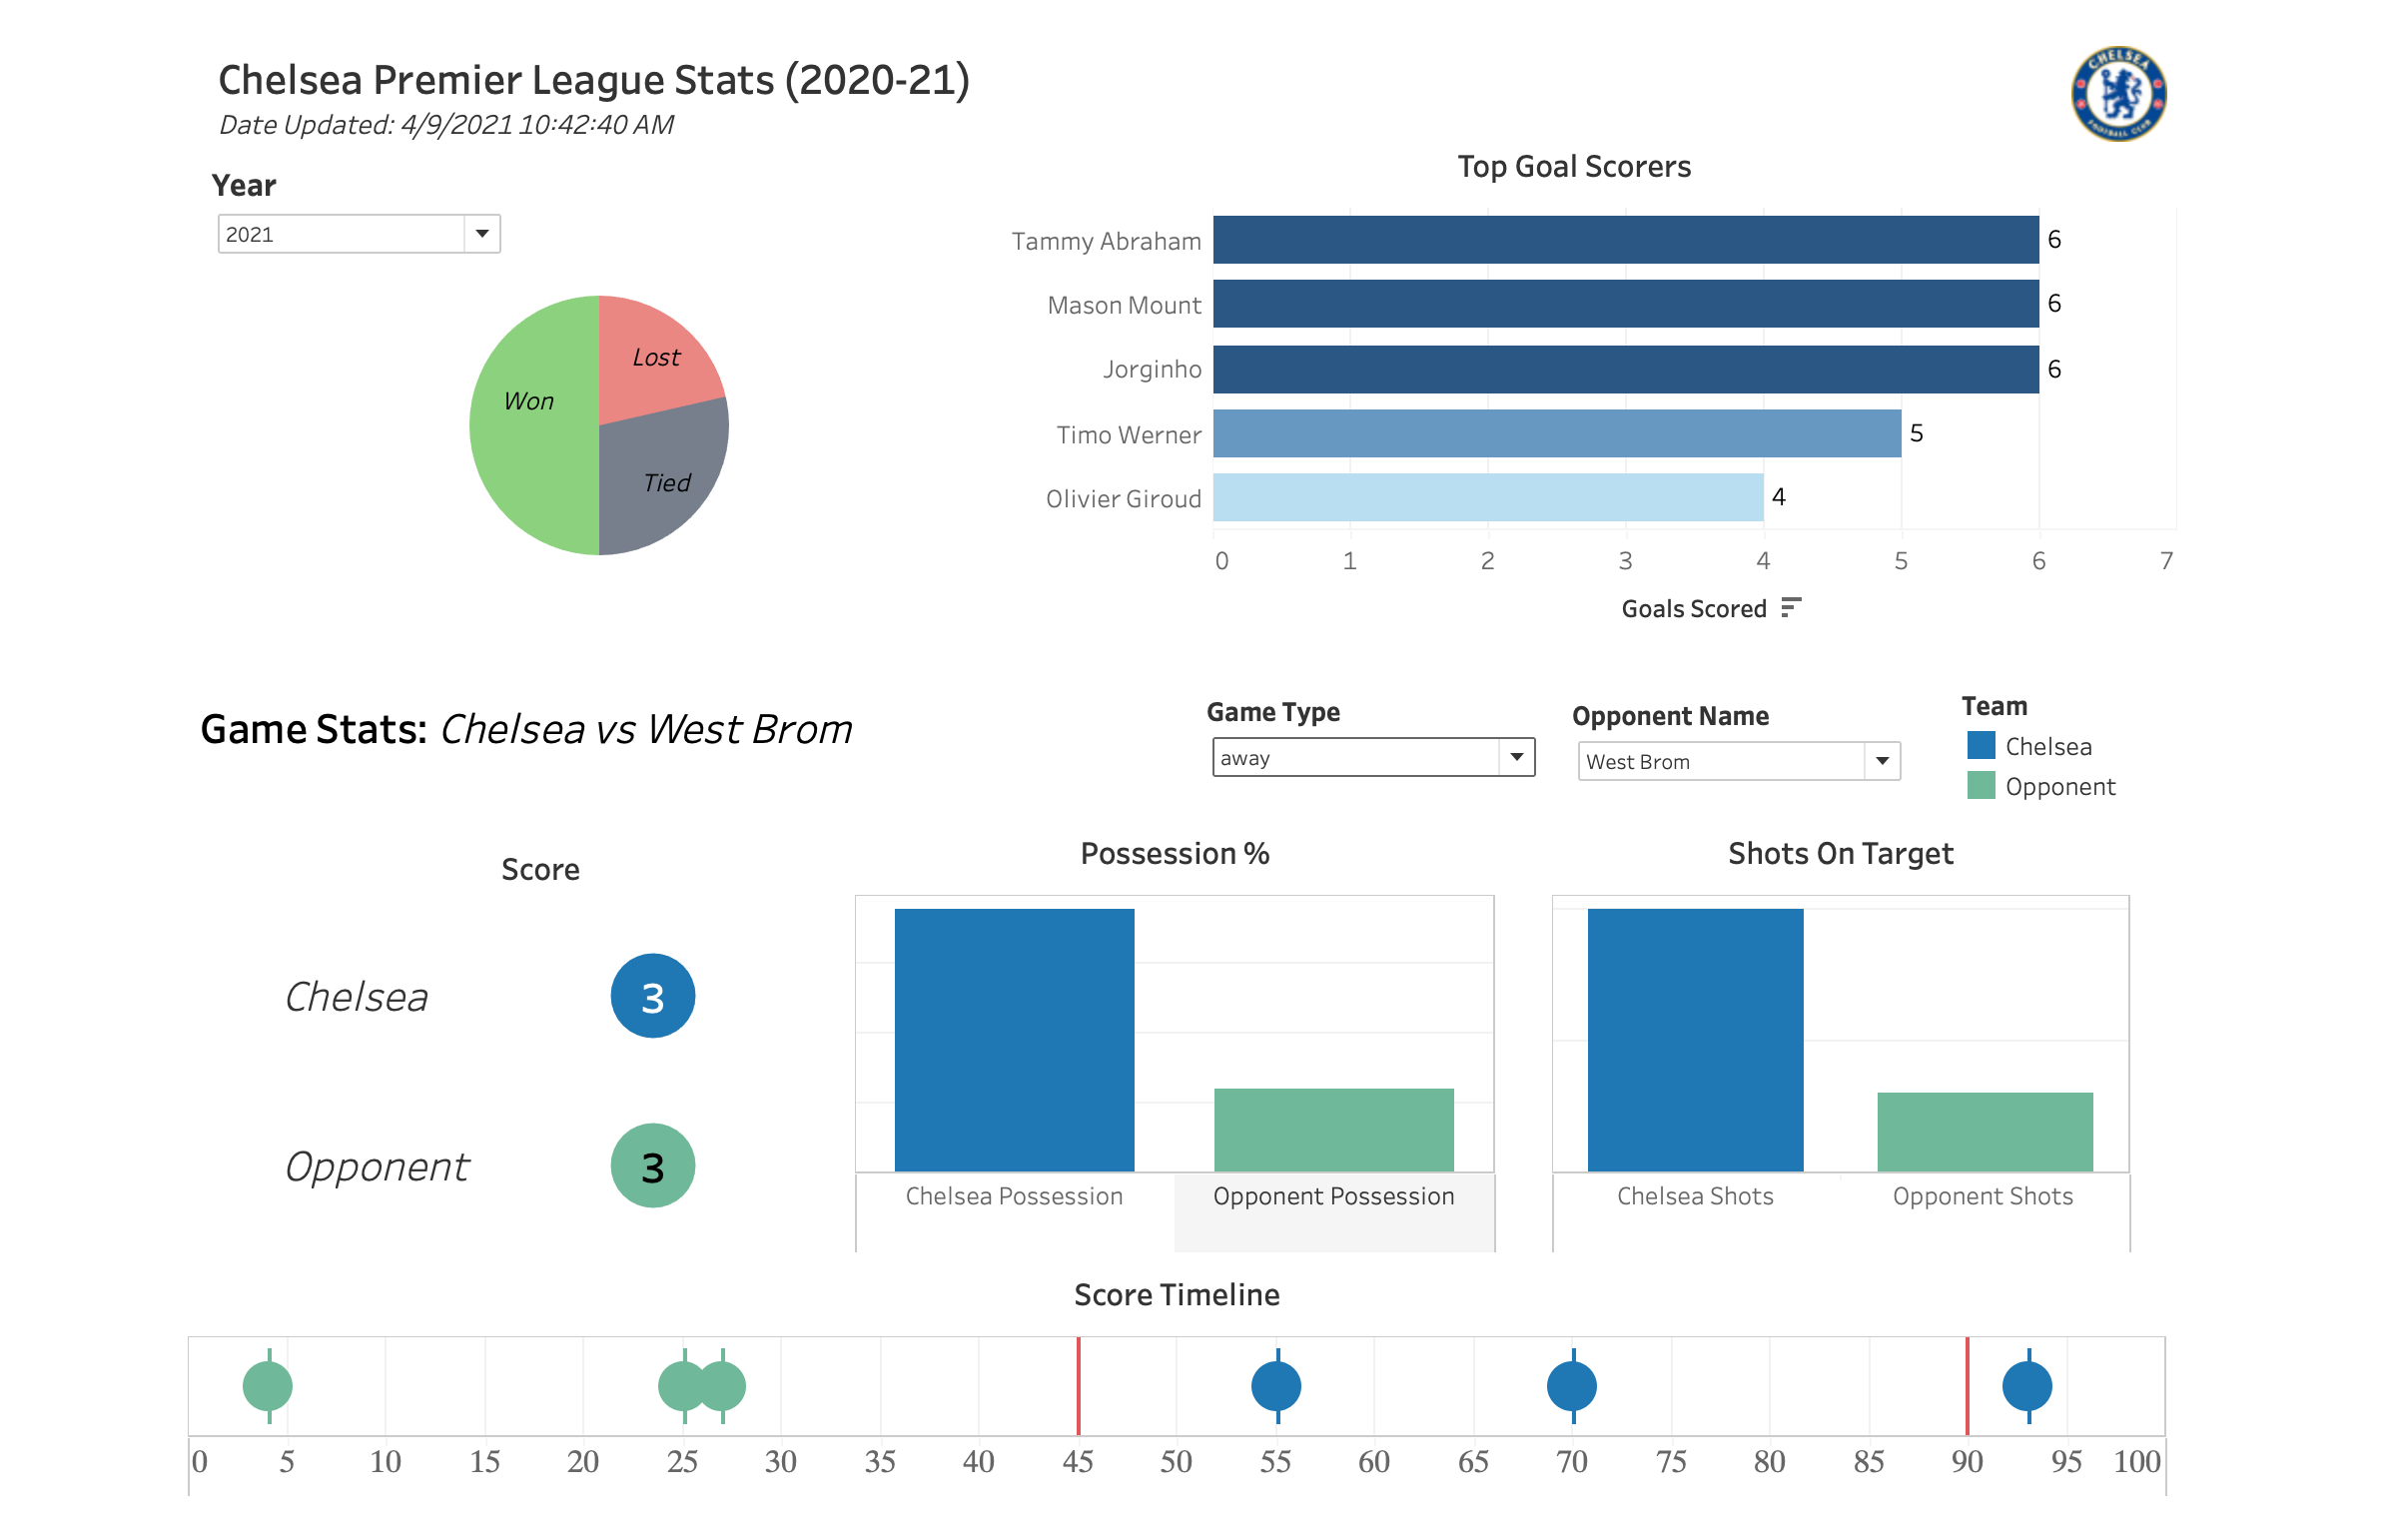 Chelsea Premier League Stats (2020-21)
Date Updated: 4/9/2021 10:42:40 AM
CHELSEA
FOOTBALL CLUB
Year
2021
Won
Lost
Tied
Top Goal Scorers
Tammy Abraham 6
Mason Mount 6
Jorginho 6
Timo Werner 5
Olivier Giroud 4
0 1 2 3 4 5 6 7
Goals Scored
Game Stats: Chelsea vs West Brom
Game Type
away
Opponent Name
West Brom
Team
Chelsea
Opponent
Score
Chelsea 3
Opponent 3
Possession %
Chelsea Possession Opponent Possession
Shots On Target
Chelsea Shots Opponent Shots
Score Timeline
0 5 10 15 20 25 30 35 40 45 50 55 60 65 70 75 80 85 90 95 100